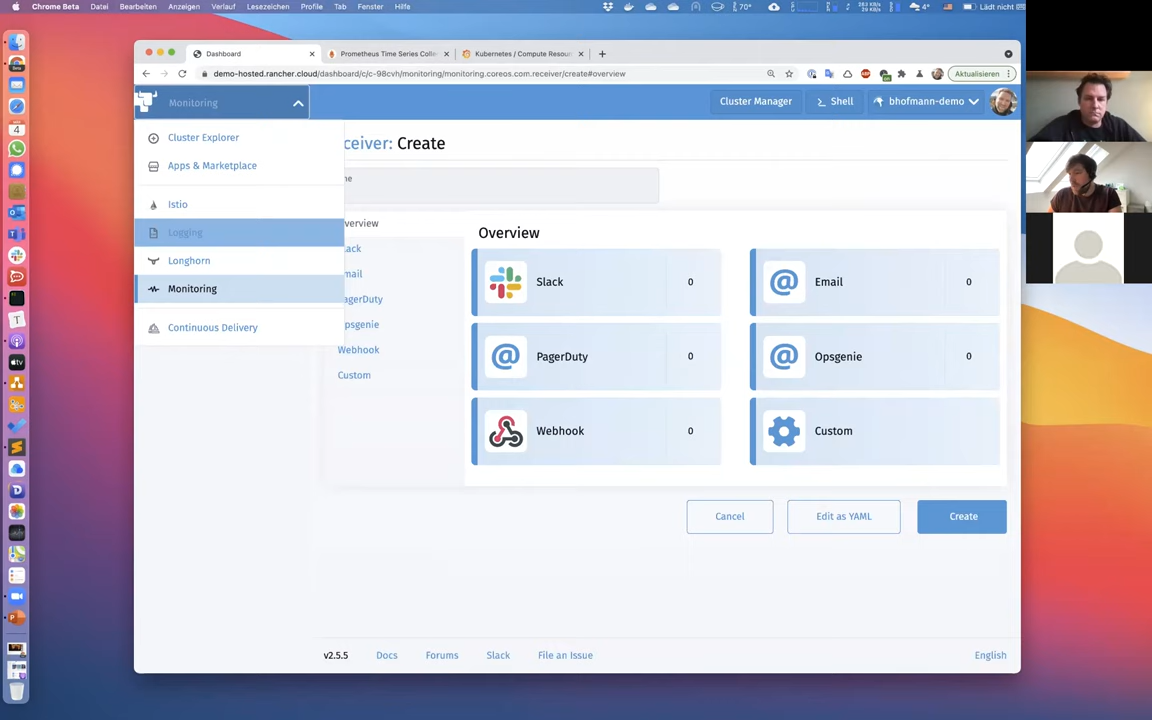 Chrome Beta Datei Bearbeiten Anzeigen Verlauf Lesezeichen Profile Tab Fenster Hilfe
70° 4° Lädt nicht
Dashboard
Prometheus Time Series Colle
Kubernetes / Compute Resour
demo-hosted.rancher.cloud/dashboard/c/c-98cvh/monitoring/monitoring.coreos.com.receiver/create#overview
Aktualisieren
Monitoring
Cluster Manager
Shell
bhofmann-demo
Cluster Explorer
Apps & Marketplace
Istio
Logging
Longhorn
Monitoring
Continuous Delivery
ceiver: Create
me
verview
lack
mail
agerDuty
psgenie
Webhook
Custom
Overview
Slack 0
Email 0
PagerDuty 0
Opsgenie 0
Webhook 0
Custom
Cancel
Edit as YAML
Create
v2.5.5
Docs
Forums
Slack
File an Issue
English